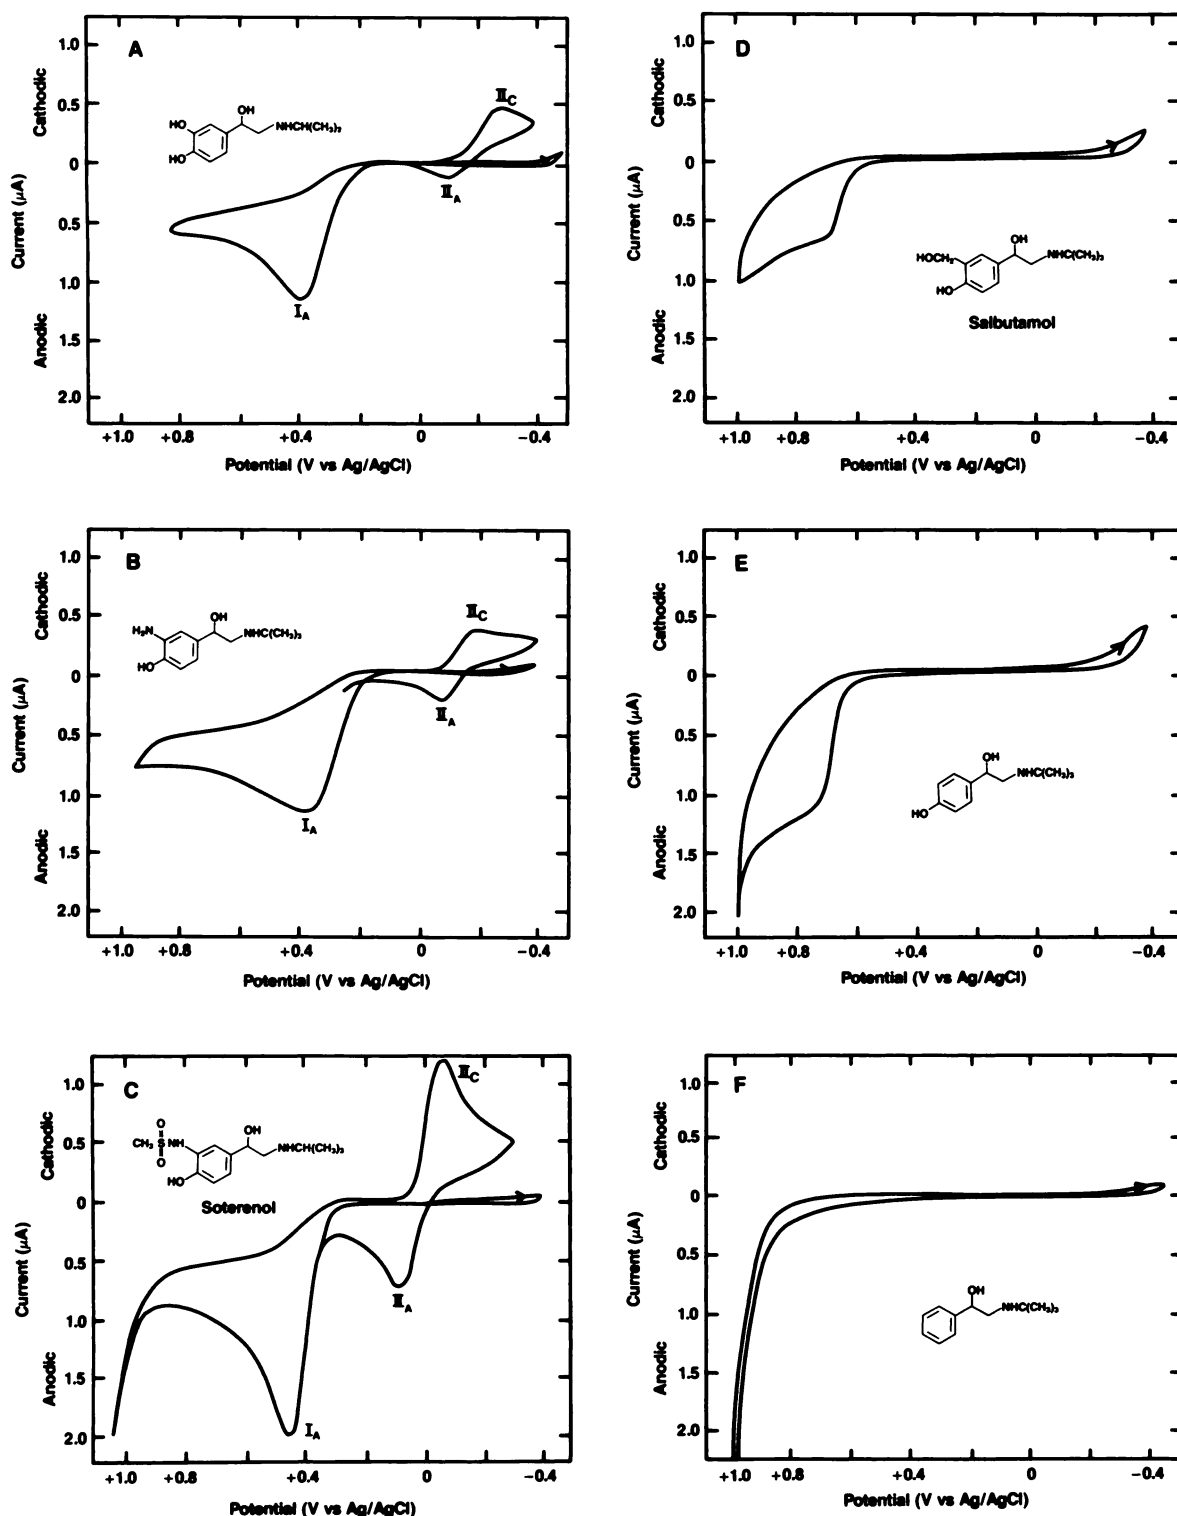 A
1.0
Cathodic
0.5
0
Current (μA)
0.5
1.0
Anodic
1.5
2.0
OH
HO
NHCH(CH₃)₂
HO
II_C
II_A
I_A
+1.0 +0.8 +0.4 0 −0.4
Potential (V vs Ag/AgCl)
B
1.0
Cathodic
0.5
0
Current (μA)
0.5
1.0
Anodic
1.5
2.0
OH
H₂N
NHC(CH₃)₃
HO
II_C
II_A
I_A
+1.0 +0.8 +0.4 0 −0.4
Potential (V vs Ag/AgCl)
C
1.0
Cathodic
0.5
0
Current (μA)
0.5
1.0
Anodic
1.5
2.0
O
CH₃ S NH
O
OH
NHCH(CH₃)₃
HO
Soterenol
II_C
II_A
I_A
+1.0 +0.8 +0.4 0 −0.4
Potential (V vs Ag/AgCl)
D
1.0
Cathodic
0.5
0
Current (μA)
0.5
1.0
Anodic
1.5
2.0
OH
HOCH₂
NHC(CH₃)₃
HO
Salbutamol
+1.0 +0.8 +0.4 0 −0.4
Potential (V vs Ag/AgCl)
E
1.0
Cathodic
0.5
0
Current (μA)
0.5
1.0
Anodic
1.5
2.0
OH
NHC(CH₃)₃
HO
+1.0 +0.8 +0.4 0 −0.4
Potential (V vs Ag/AgCl)
F
1.0
Cathodic
0.5
0
Current (μA)
0.5
1.0
Anodic
1.5
2.0
OH
NHC(CH₃)₃
+1.0 +0.8 +0.4 0 −0.4
Potential (V vs Ag/AgCl)